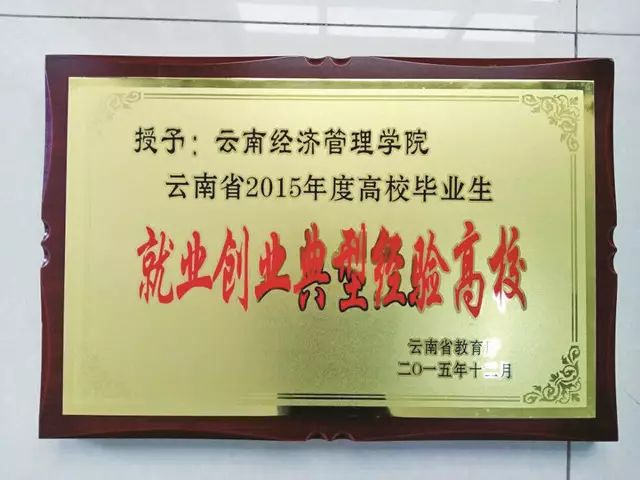 授予：云南经济管理学院
云南省2015年度高校毕业生
就业创业典型经验高校
云南省教育
二〇一五年十二月